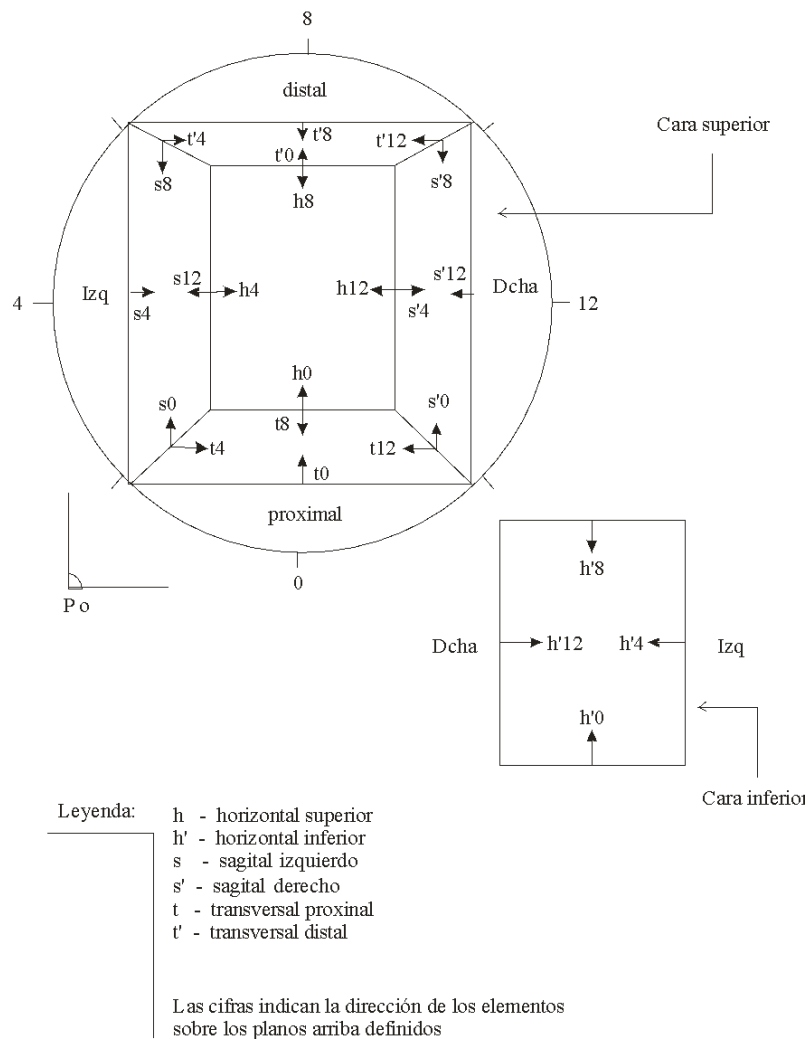 8
distal
Cara superior
t'8
t'4
t'0
t'12
s8
s'8
h8
4
Izq
s12
h4
s4
h12
s'12
s'4
Dcha
12
h0
s0
s'0
t8
t4
t12
t0
proximal
0
P o
h'8
Dcha
h'12
h'4
Izq
h'0
Cara inferior
Leyenda:
h - horizontal superior
h' - horizontal inferior
s - sagital izquierdo
s' - sagital derecho
t - transversal proxinal
t' - transversal distal
Las cifras indican la dirección de los elementos
sobre los planos arriba definidos